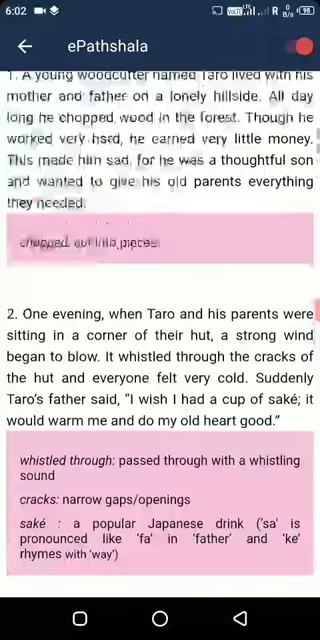 6:02
VoLTE
R
0
B/s
98
ePathshala
1. A young woodcutter named Taro lived with his
mother and father on a lonely hillside. All day
long he chopped wood in the forest. Though he
worked very hard, he earned very little money.
This made him sad, for he was a thoughtful son
and wanted to give his old parents everything
they needed.
chopped: cut into pieces
2. One evening, when Taro and his parents were
sitting in a corner of their hut, a strong wind
began to blow. It whistled through the cracks of
the hut and everyone felt very cold. Suddenly
Taro’s father said, “I wish I had a cup of saké; it
would warm me and do my old heart good.”
whistled through: passed through with a whistling
sound
cracks: narrow gaps/openings
saké : a popular Japanese drink (‘sa’ is
pronounced like ‘fa’ in ‘father’ and ‘ke’
rhymes with ‘way’)